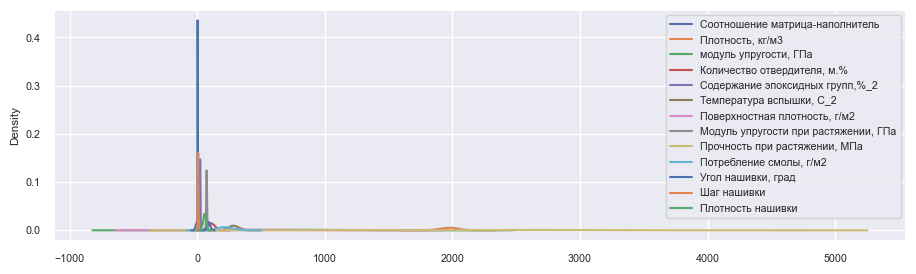 0.4
0.3
0.2
0.1
0.0
Density
−1000
0
1000
2000
3000
4000
5000
Соотношение матрица-наполнитель
Плотность, кг/м3
модуль упругости, ГПа
Количество отвердителя, м.%
Содержание эпоксидных групп,%_2
Температура вспышки, С_2
Поверхностная плотность, г/м2
Модуль упругости при растяжении, ГПа
Прочность при растяжении, МПа
Потребление смолы, г/м2
Угол нашивки, град
Шаг нашивки
Плотность нашивки